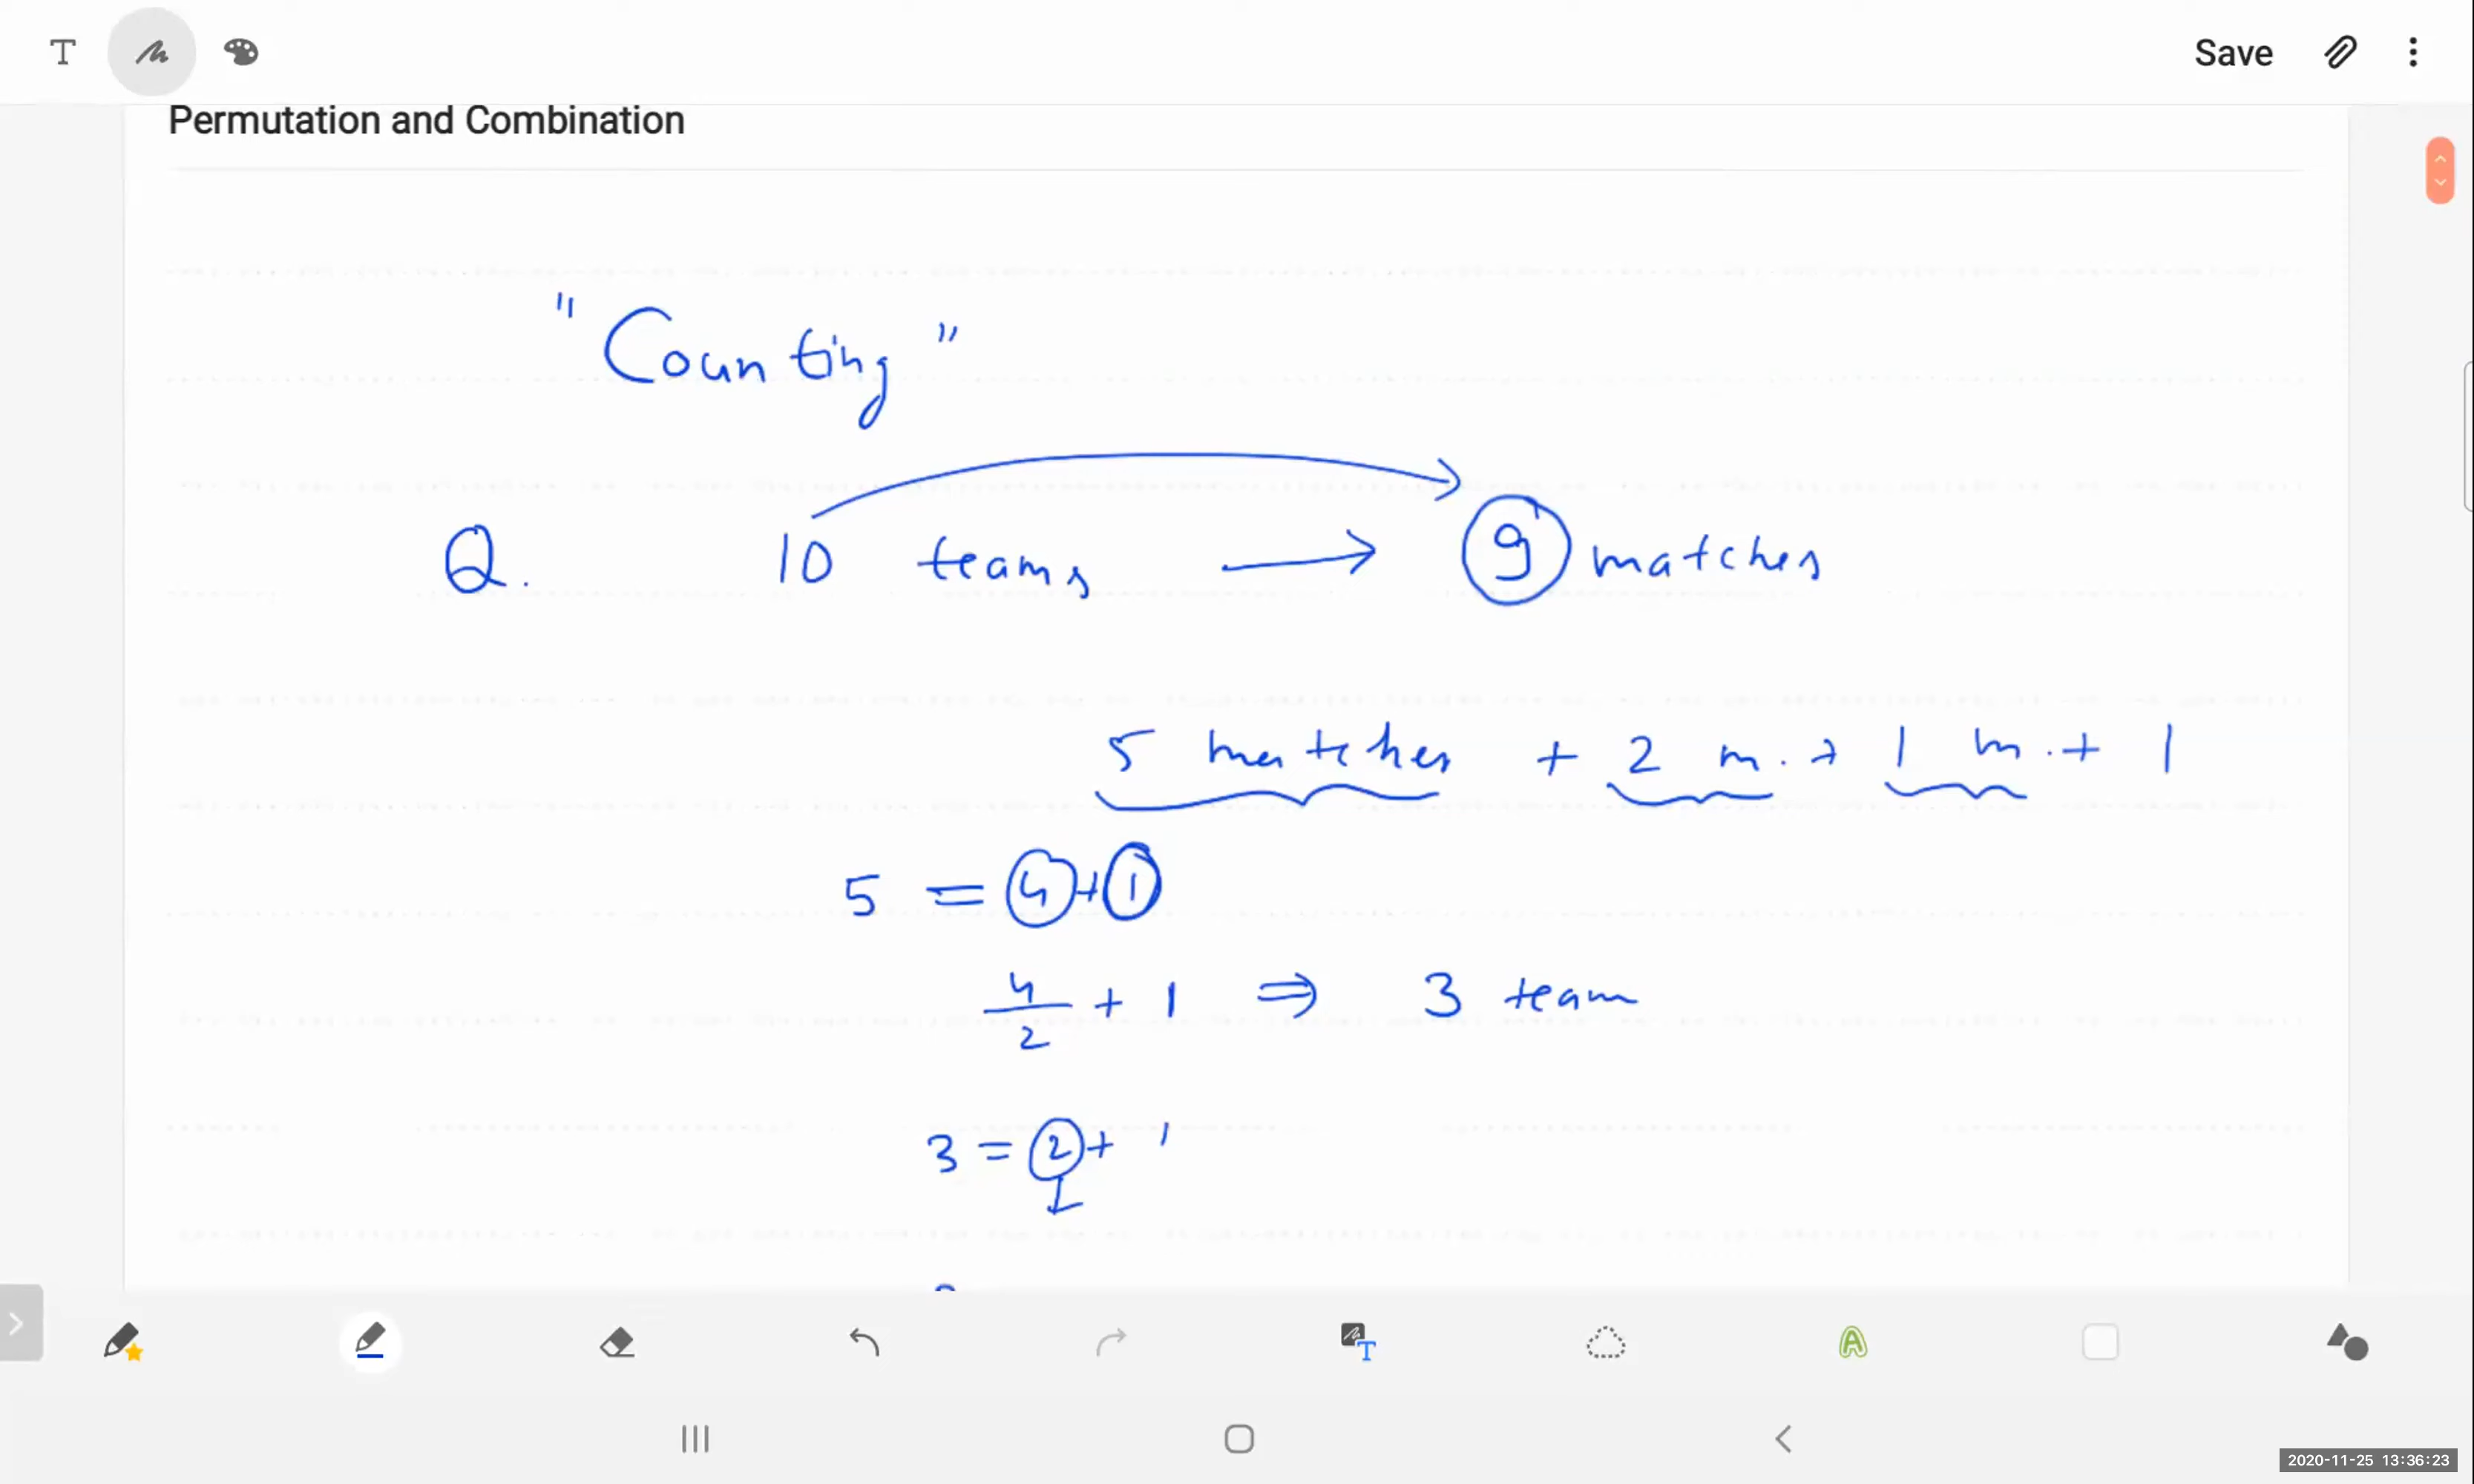 T
Save
Permutation and Combination
"Counting"
Q. 10 teams → 9 matches
5 matches + 2 m. + 1 m. + 1
5 = 4 + 1
4/2 + 1 ⇒ 3 team
3 = 2 + 1
1
T
A
2020-11-25 13:36:23